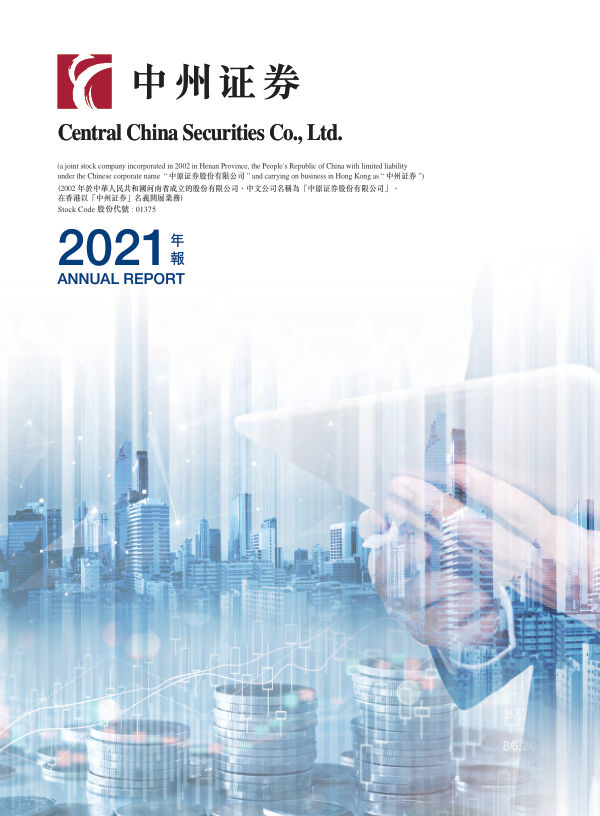 中州证券
Central China Securities Co., Ltd.
(a joint stock company incorporated in 2002 in Henan Province, the People's Republic of China with limited liability
under the Chinese corporate name “中原证券股份有限公司” and carrying on business in Hong Kong as “中州证券”)
(2002 年於中華人民共和國河南省成立的股份有限公司，中文公司名稱為「中原证券股份有限公司」，
在香港以「中州证券」名義開展業務)
Stock Code 股份代號 : 01375
2021 年報
ANNUAL REPORT
86.20